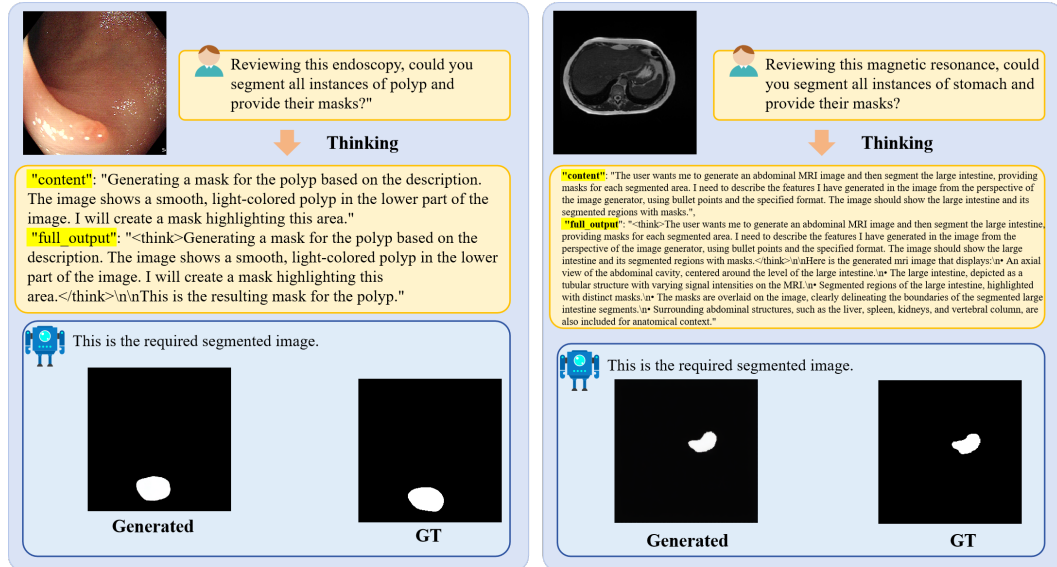 Reviewing this endoscopy, could you
segment all instances of polyp and
provide their masks?"
Thinking
"content": "Generating a mask for the polyp based on the description.
The image shows a smooth, light-colored polyp in the lower part of the
image. I will create a mask highlighting this area."
"full_output": "<think>Generating a mask for the polyp based on the
description. The image shows a smooth, light-colored polyp in the lower
part of the image. I will create a mask highlighting this
area.</think>\n\nThis is the resulting mask for the polyp."
This is the required segmented image.
Generated
GT
Reviewing this magnetic resonance, could
you segment all instances of stomach and
provide their masks?
Thinking
"content": "The user wants me to generate an abdominal MRI image and then segment the large intestine, providing
masks for each segmented area. I need to describe the features I have generated in the image from the perspective of
the image generator, using bullet points and the specified format. The image should show the large intestine and its
segmented regions with masks.",
"full_output": "<think>The user wants me to generate an abdominal MRI image and then segment the large intestine,
providing masks for each segmented area. I need to describe the features I have generated in the image from the
perspective of the image generator, using bullet points and the specified format. The image should show the large
intestine and its segmented regions with masks.</think>\n\nHere is the generated mri image that displays:\n• An axial
view of the abdominal cavity, centered around the level of the large intestine.\n• The large intestine, depicted as a
tubular structure with varying signal intensities on the MRI.\n• Segmented regions of the large intestine, highlighted
with distinct masks.\n• The masks are overlaid on the image, clearly delineating the boundaries of the segmented large
intestine segments.\n• Surrounding abdominal structures, such as the liver, spleen, kidneys, and vertebral column, are
also included for anatomical context."
This is the required segmented image.
Generated
GT